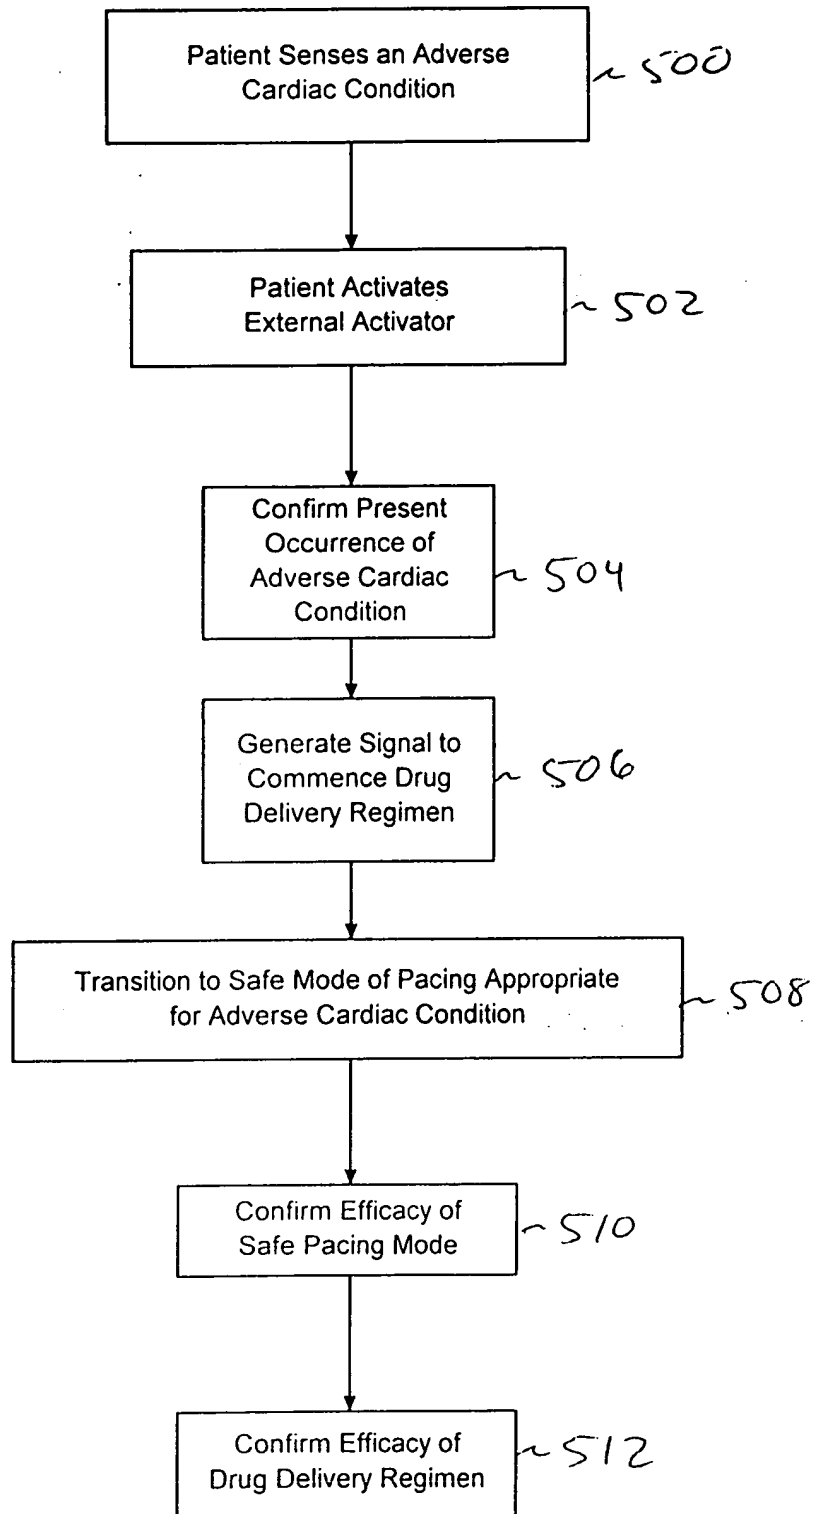 Patient Senses an Adverse
Cardiac Condition
~ 500
Patient Activates
External Activator
~ 502
Confirm Present
Occurrence of
Adverse Cardiac
Condition
~ 504
Generate Signal to
Commence Drug
Delivery Regimen
~ 506
Transition to Safe Mode of Pacing Appropriate
for Adverse Cardiac Condition
~ 508
Confirm Efficacy of
Safe Pacing Mode
~ 510
Confirm Efficacy of
Drug Delivery Regimen
~ 512